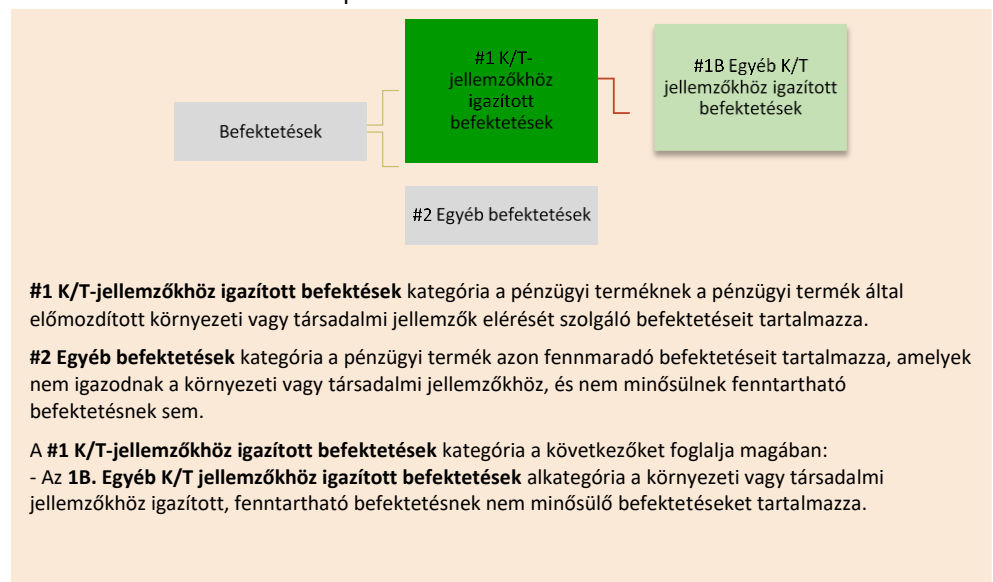 #1 K/T-
jellemzőkhöz
igazított
befektetések
#1B Egyéb K/T
jellemzőkhöz igazított
befektetések
Befektetések
#2 Egyéb befektetések
#1 K/T-jellemzőkhöz igazított befektések kategória a pénzügyi terméknek a pénzügyi termék által
előmozdított környezeti vagy társadalmi jellemzők elérését szolgáló befektetéseit tartalmazza.
#2 Egyéb befektetések kategória a pénzügyi termék azon fennmaradó befektetéseit tartalmazza, amelyek
nem igazodnak a környezeti vagy társadalmi jellemzőkhöz, és nem minősülnek fenntartható
befektetésnek sem.
A #1 K/T-jellemzőkhöz igazított befektetések kategória a következőket foglalja magában:
- Az 1B. Egyéb K/T jellemzőkhöz igazított befektetések alkategória a környezeti vagy társadalmi
jellemzőkhöz igazított, fenntartható befektetésnek nem minősülő befektetéseket tartalmazza.